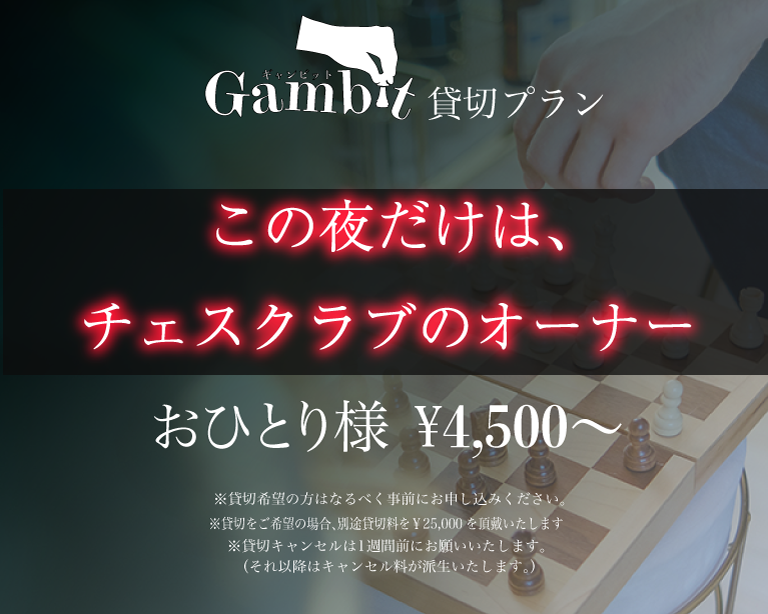 ギャンビット
Gambit 貸切プラン
この夜だけは、
チェスクラブのオーナー
おひとり様 ¥4,500〜
※貸切希望の方はなるべく事前にお申し込みください。
※貸切をご希望の場合、別途貸切料を¥25,000を頂戴いたします
※貸切キャンセルは1週間前にお願いいたします。
(それ以降はキャンセル料が派生いたします。)